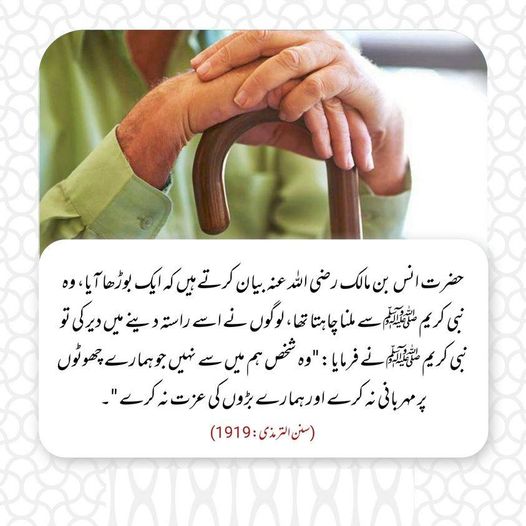 حضرت انس بن مالک رضی اللہ عنہ بیان کرتے ہیں کہ ایک بوڑھا آیا، وہ
نبی کریم ﷺ سے ملنا چاہتا تھا، لوگوں نے اسے راستہ دینے میں دیر کی تو
نبی کریم ﷺ نے فرمایا: "وہ شخص ہم میں سے نہیں جو ہمارے چھوٹوں
پر مہربانی نہ کرے اور ہمارے بڑوں کی عزت نہ کرے"۔
(سنن الترمذی: 1919)